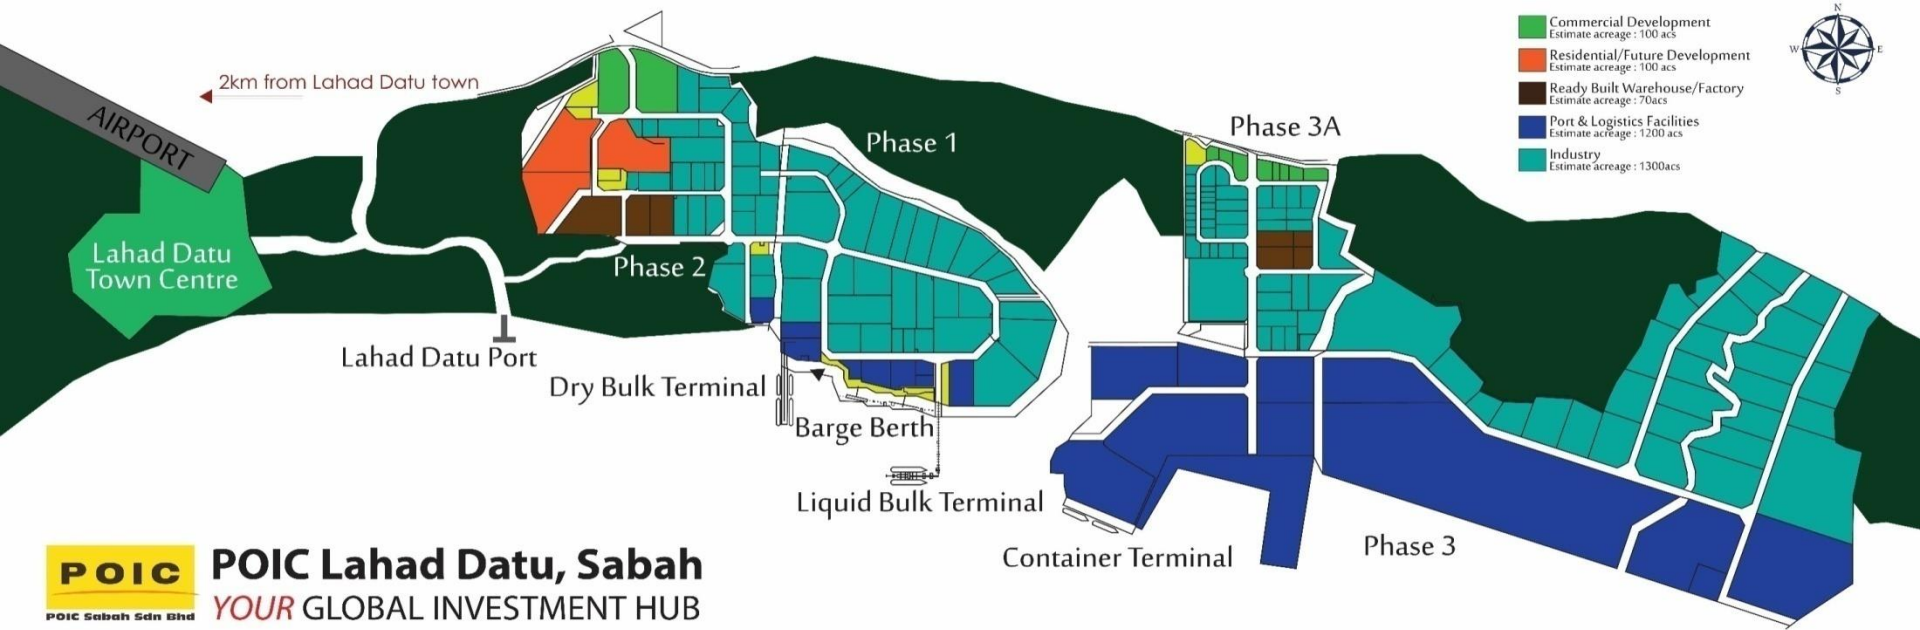 Commercial Development
Estimate acreage : 100 acs
Residential/Future Development
Estimate acreage : 100 acs
Ready Built Warehouse/Factory
Estimate acreage : 70acs
Port & Logistics Facilities
Estimate acreage : 1200 acs
Industry
Estimate acreage : 1300acs
N
W
E
S
2km from Lahad Datu town
AIRPORT
Phase 1
Phase 3A
Lahad Datu
Town Centre
Phase 2
Lahad Datu Port
Dry Bulk Terminal
Barge Berth
Liquid Bulk Terminal
Container Terminal
Phase 3
POIC
POIC Sabah Sdn Bhd
POIC Lahad Datu, Sabah
YOUR GLOBAL INVESTMENT HUB